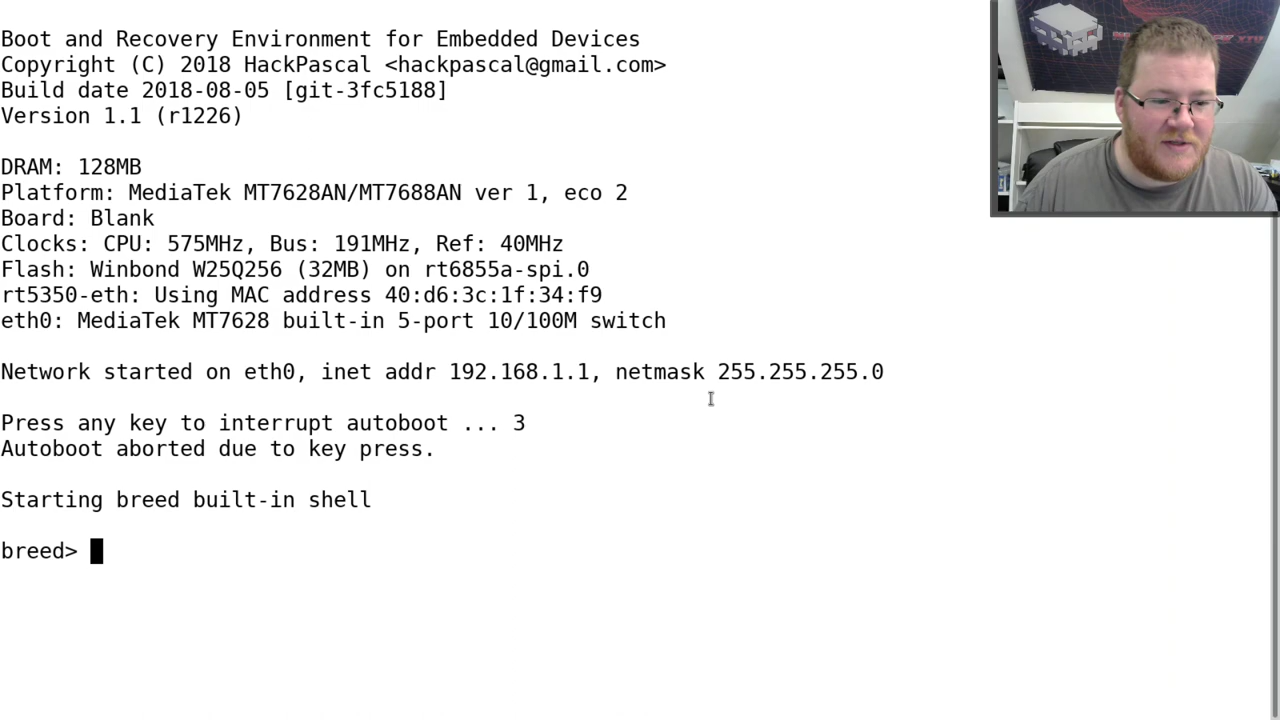 Boot and Recovery Environment for Embedded Devices
Copyright (C) 2018 HackPascal <hackpascal@gmail.com>
Build date 2018-08-05 [git-3fc5188]
Version 1.1 (r1226)
DRAM: 128MB
Platform: MediaTek MT7628AN/MT7688AN ver 1, eco 2
Board: Blank
Clocks: CPU: 575MHz, Bus: 191MHz, Ref: 40MHz
Flash: Winbond W25Q256 (32MB) on rt6855a-spi.0
rt5350-eth: Using MAC address 40:d6:3c:1f:34:f9
eth0: MediaTek MT7628 built-in 5-port 10/100M switch
Network started on eth0, inet addr 192.168.1.1, netmask 255.255.255.0
Press any key to interrupt autoboot ... 3
Autoboot aborted due to key press.
Starting breed built-in shell
breed>